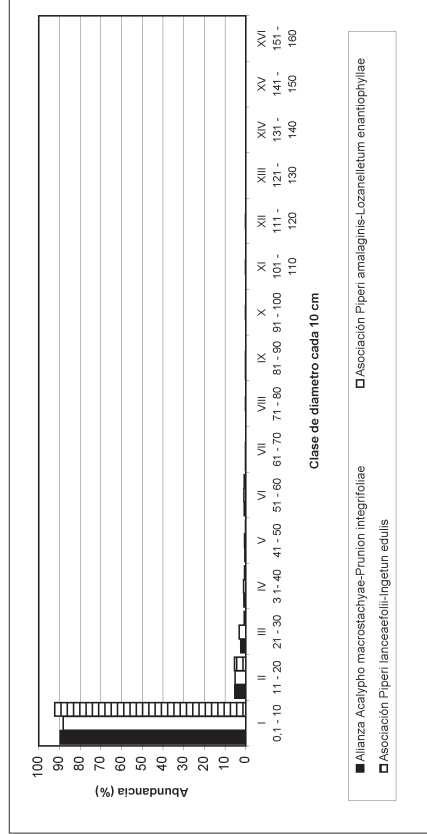 Abundancia (%)
100
90
80
70
60
50
40
30
20
10
0
I II III IV V VI VII VIII IX X XI XII XIII XIV XV XVI
0,1 - 10 11 - 20 21 - 30 3 1- 40 41 - 50 51 - 60 61 - 70 71 - 80 81 - 90 91 - 100 101 - 111 - 121 - 131 - 141 - 151 -
110 120 130 140 150 160
Clase de diametro cada 10 cm
Alianza Acalypho macrostachyae-Prunion integrifoliae
Asociación Piperi amalaginis-Lozanelletum enantiophyllae
Asociación Piperi lanceaefolii-Ingetun edulis